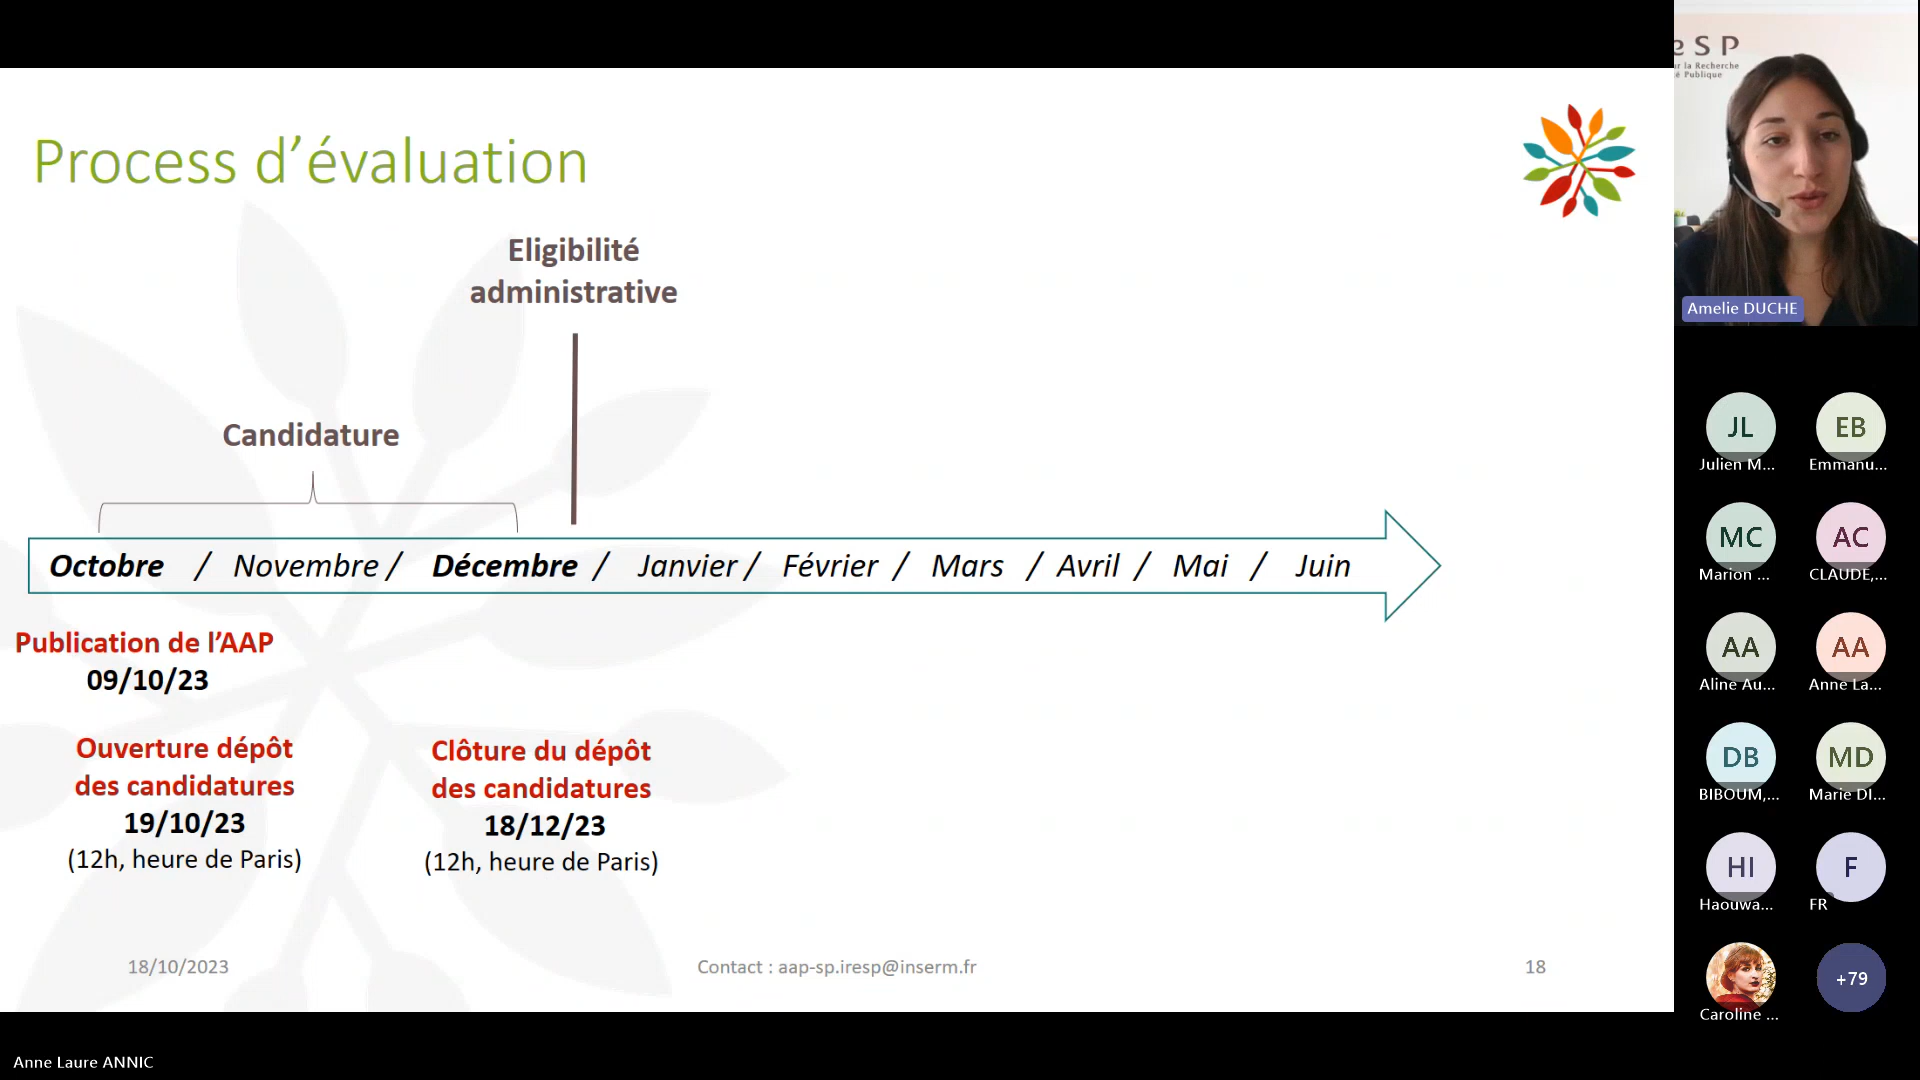 Process d’évaluation
Eligibilité
administrative
Candidature
Octobre / Novembre / Décembre / Janvier / Février / Mars / Avril / Mai / Juin
Publication de l’AAP
09/10/23
Ouverture dépôt
des candidatures
19/10/23
(12h, heure de Paris)
Clôture du dépôt
des candidatures
18/12/23
(12h, heure de Paris)
18/10/2023
Contact : aap-sp.iresp@inserm.fr
18
e S P
ur la Recherche
é Publique
Amelie DUCHE
JL
Julien M...
EB
Emmanu...
MC
Marion ...
AC
CLAUDE,...
AA
Aline Au...
AA
Anne La...
DB
BIBOUM,...
MD
Marie DI...
HI
Haouwa...
F
FR
Caroline ...
+79
Anne Laure ANNIC